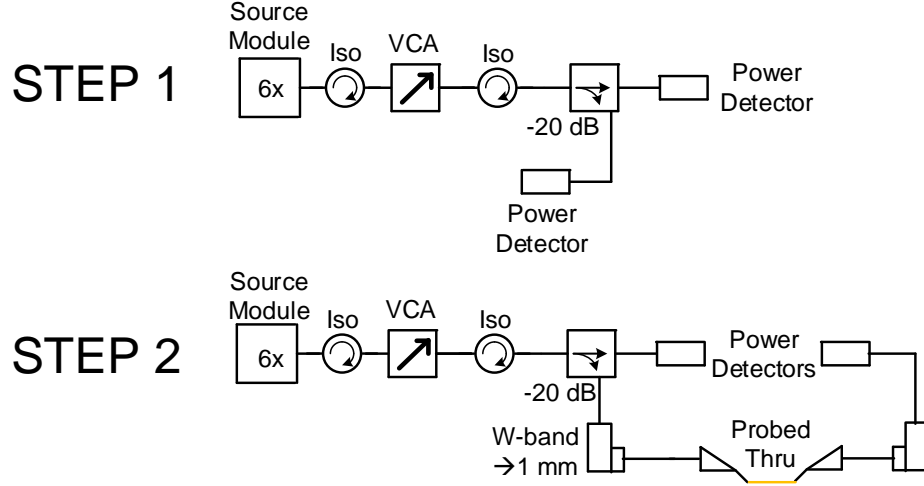 STEP 1
Source
Module
6x
Iso
VCA
Iso
-20 dB
Power
Detector
Power
Detector
STEP 2
Source
Module
6x
Iso
VCA
Iso
-20 dB
Power
Detectors
W-band
→1 mm
Probed
Thru